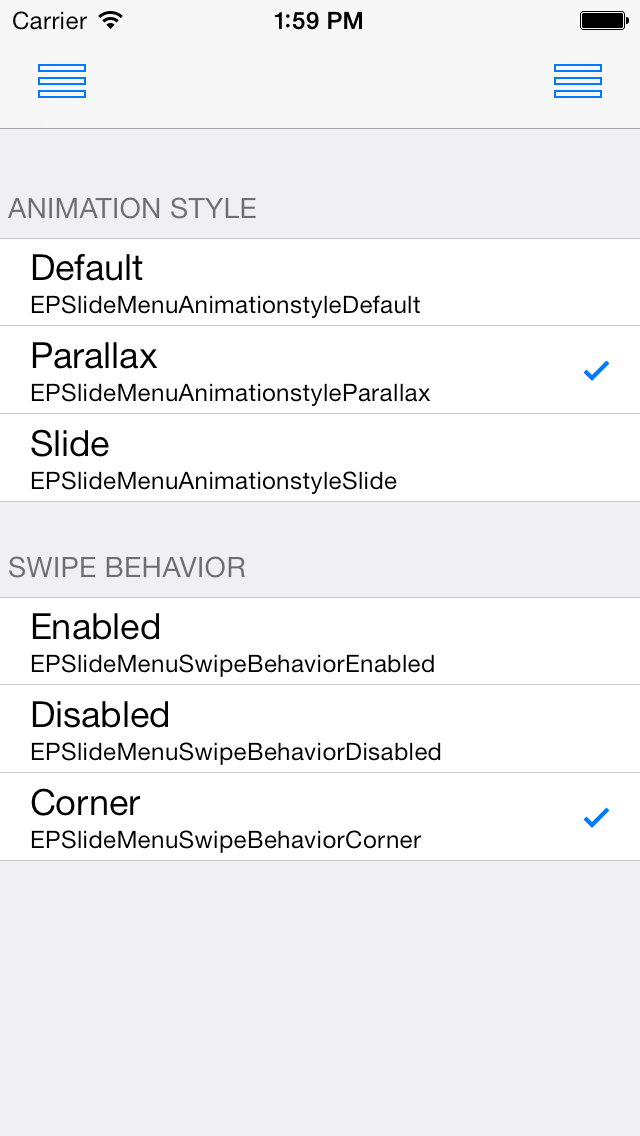 Carrier 1:59 PM
ANIMATION STYLE
Default
EPSlideMenuAnimationstyleDefault
Parallax
EPSlideMenuAnimationstyleParallax
Slide
EPSlideMenuAnimationstyleSlide
SWIPE BEHAVIOR
Enabled
EPSlideMenuSwipeBehaviorEnabled
Disabled
EPSlideMenuSwipeBehaviorDisabled
Corner
EPSlideMenuSwipeBehaviorCorner